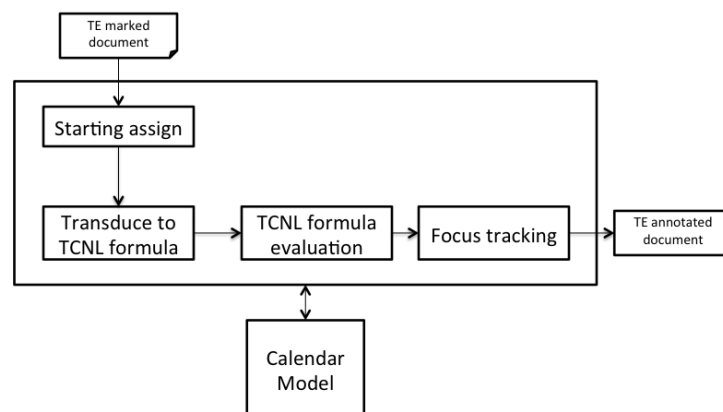 TE marked
document
Starting assign
Transduce to
TCNL formula
TCNL formula
evaluation
Focus tracking
TE annotated
document
Calendar
Model